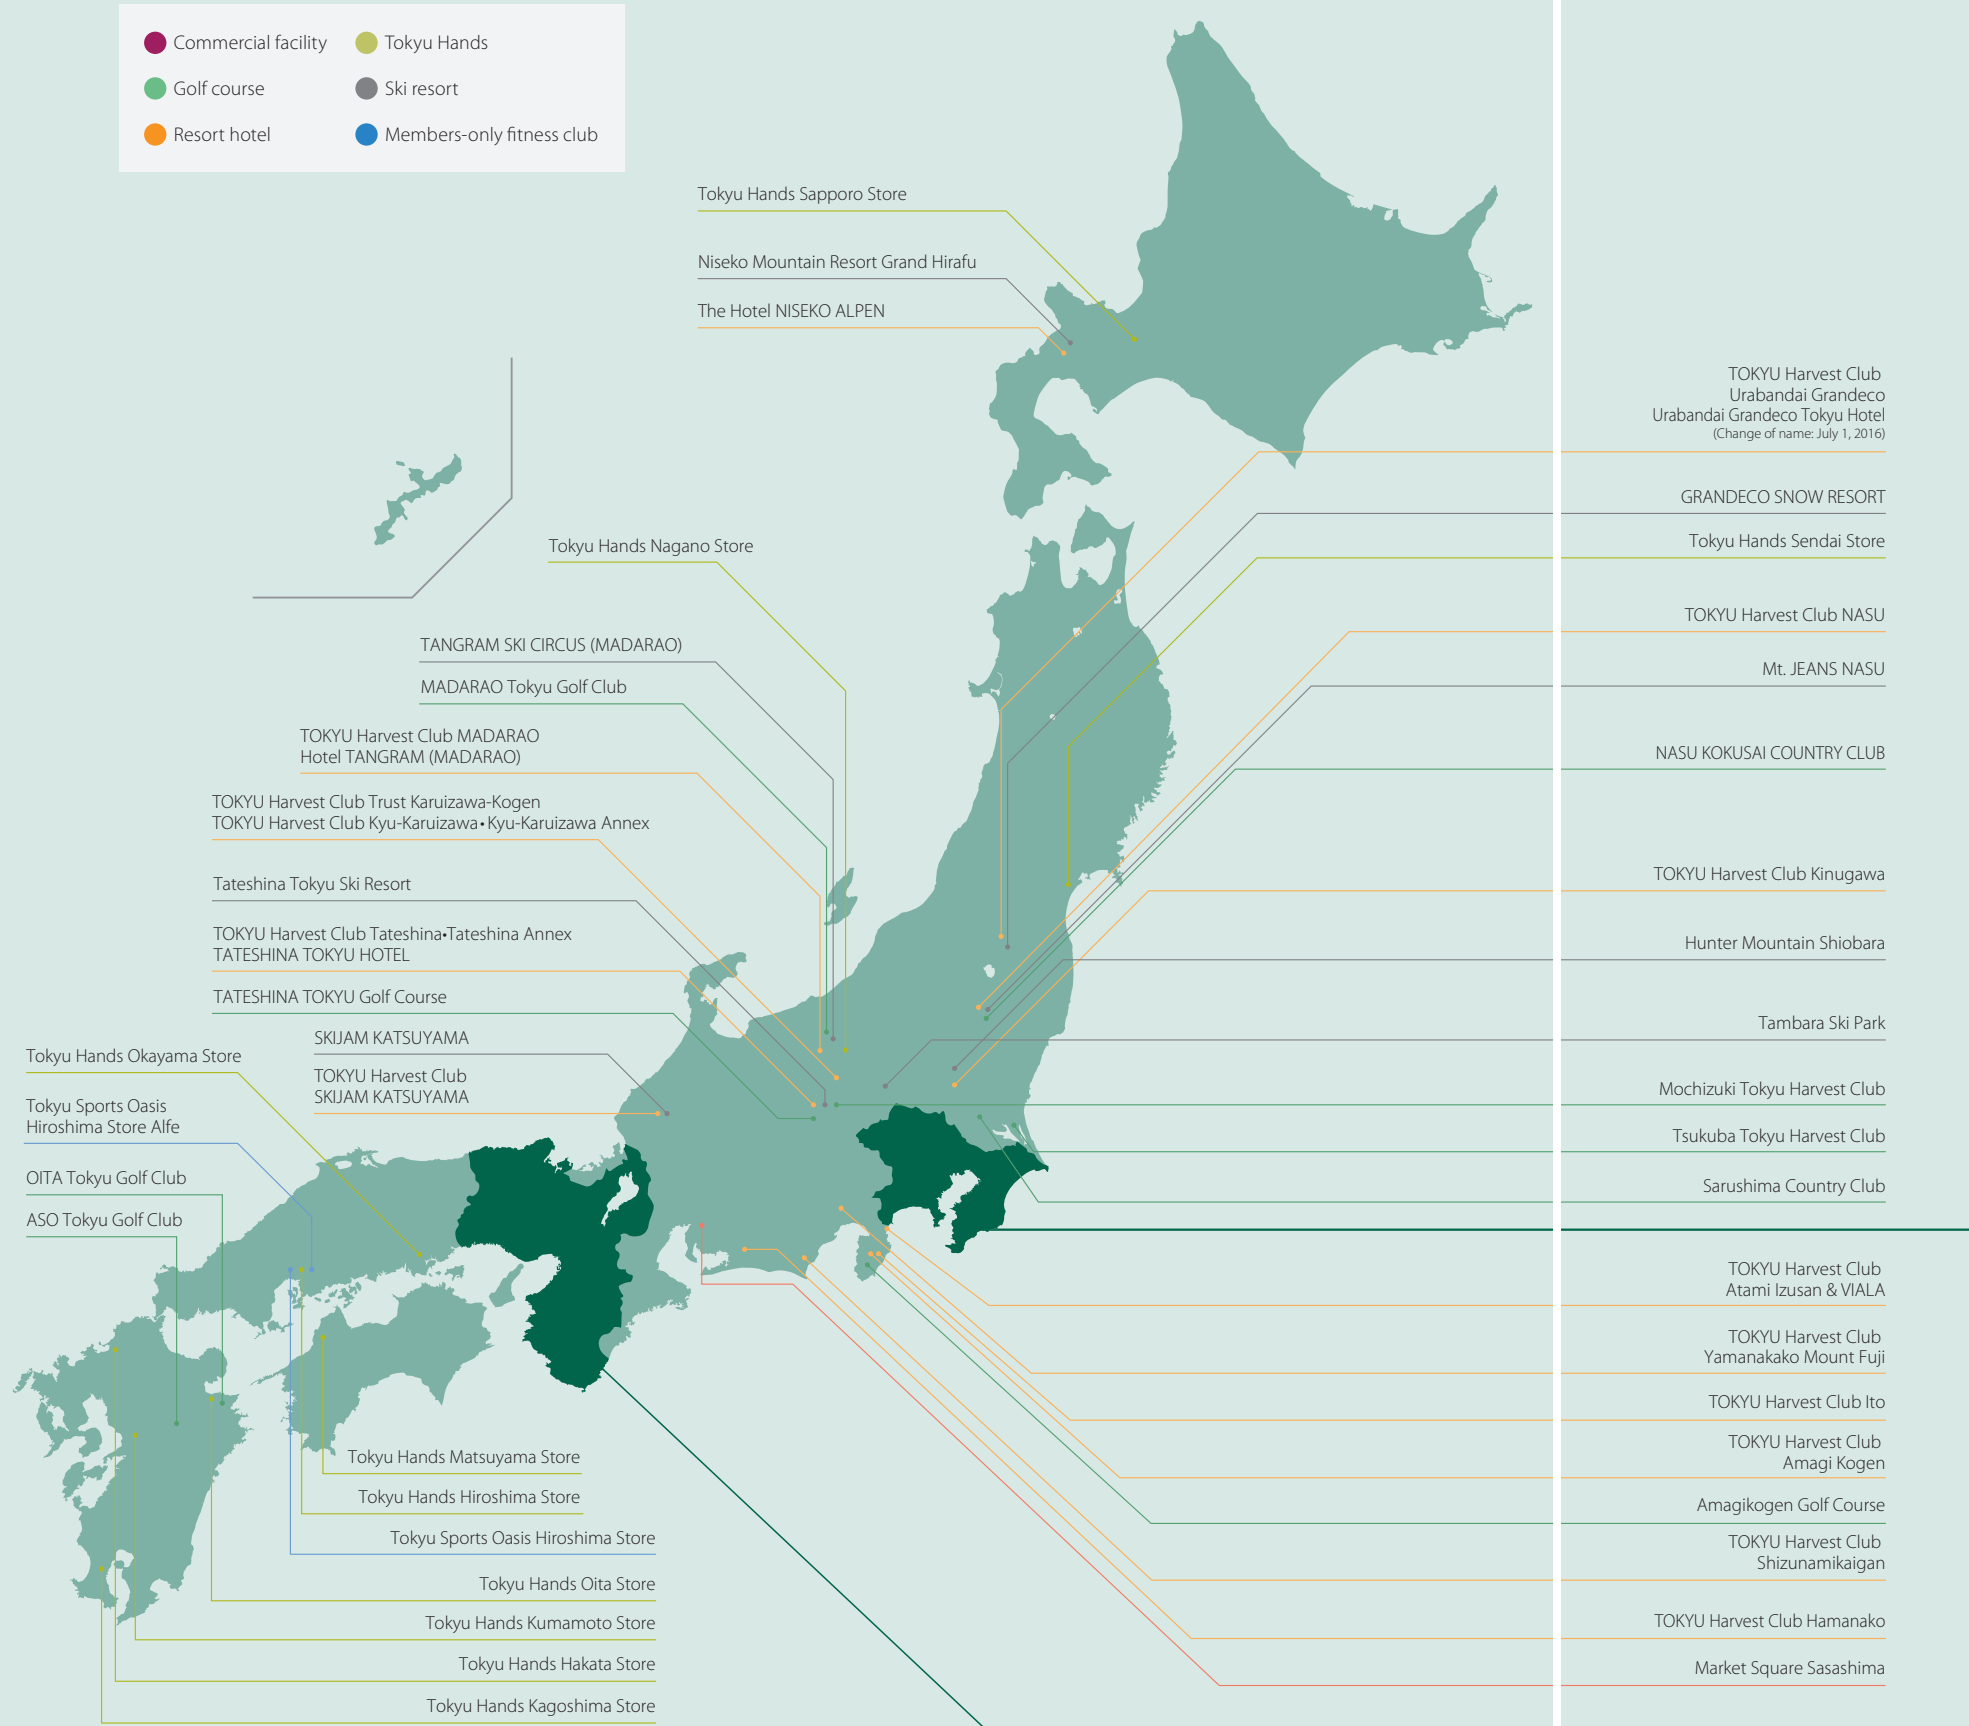 Commercial facility
Golf course
Resort hotel
Tokyu Hands
Ski resort
Members-only fitness club
Tokyu Hands Sapporo Store
Niseko Mountain Resort Grand Hirafu
The Hotel NISEKO ALPEN
Tokyu Hands Nagano Store
TANGRAM SKI CIRCUS (MADARAO)
MADARAO Tokyu Golf Club
TOKYU Harvest Club MADARAO
Hotel TANGRAM (MADARAO)
TOKYU Harvest Club Trust Karuizawa-Kogen
TOKYU Harvest Club Kyu-Karuizawa•Kyu-Karuizawa Annex
Tateshina Tokyu Ski Resort
TOKYU Harvest Club Tateshina•Tateshina Annex
TATESHINA TOKYU HOTEL
TATESHINA TOKYU Golf Course
SKIJAM KATSUYAMA
TOKYU Harvest Club
SKIJAM KATSUYAMA
Tokyu Hands Okayama Store
Tokyu Sports Oasis
Hiroshima Store Alfe
OITA Tokyu Golf Club
ASO Tokyu Golf Club
Tokyu Hands Matsuyama Store
Tokyu Hands Hiroshima Store
Tokyu Sports Oasis Hiroshima Store
Tokyu Hands Oita Store
Tokyu Hands Kumamoto Store
Tokyu Hands Hakata Store
Tokyu Hands Kagoshima Store
TOKYU Harvest Club
Urabandai Grandeco
Urabandai Grandeco Tokyu Hotel
(Change of name: July 1, 2016)
GRANDECO SNOW RESORT
Tokyu Hands Sendai Store
TOKYU Harvest Club NASU
Mt. JEANS NASU
NASU KOKUSAI COUNTRY CLUB
TOKYU Harvest Club Kinugawa
Hunter Mountain Shiobara
Tambara Ski Park
Mochizuki Tokyu Harvest Club
Tsukuba Tokyu Harvest Club
Sarushima Country Club
TOKYU Harvest Club
Atami Izusan & VIALA
TOKYU Harvest Club
Yamanakako Mount Fuji
TOKYU Harvest Club Ito
TOKYU Harvest Club
Amagi Kogen
Amagikogen Golf Course
TOKYU Harvest Club
Shizunamikaigan
TOKYU Harvest Club Hamanako
Market Square Sasashima